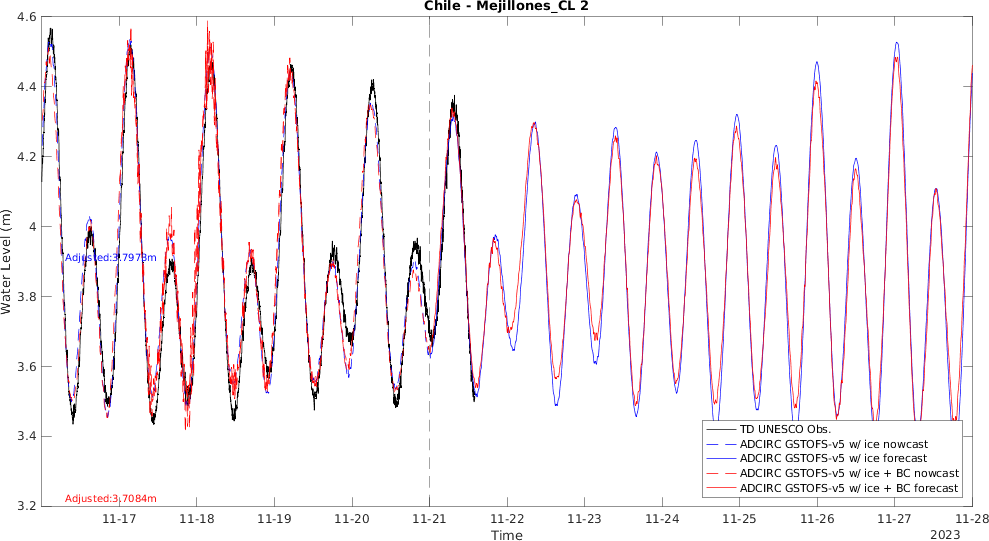 Chile - Mejillones_CL 2
4.6
4.4
4.2
4
3.8
3.6
3.4
3.2
Water Level (m)
Adjusted:3.7973m
Adjusted:3.7084m
TD UNESCO Obs.
ADCIRC GSTOFS-v5 w/ ice nowcast
ADCIRC GSTOFS-v5 w/ ice forecast
ADCIRC GSTOFS-v5 w/ ice + BC nowcast
ADCIRC GSTOFS-v5 w/ ice + BC forecast
11-17 11-18 11-19 11-20 11-21 11-22 11-23 11-24 11-25 11-26 11-27 11-28
Time
2023